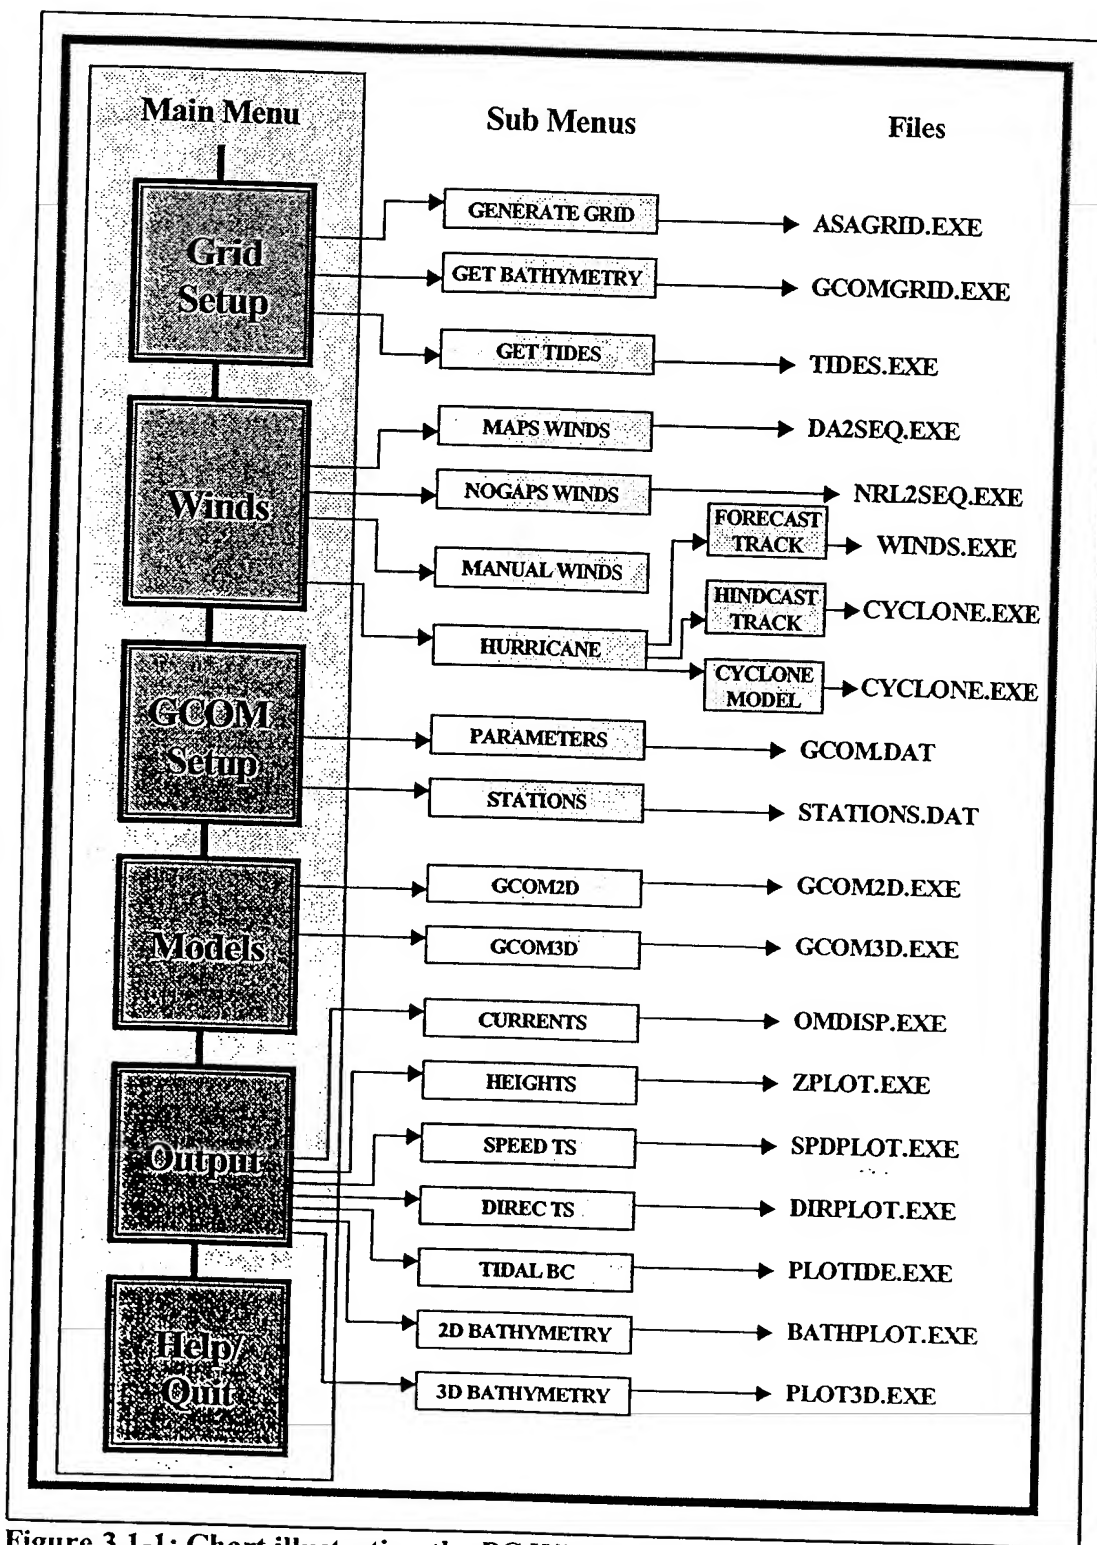 Main Menu
Sub Menus
Files
Grid
Setup
GENERATE GRID
ASAGRID.EXE
GET BATHYMETRY
GCOMGRID.EXE
GET TIDES
TIDES.EXE
Winds
MAPS WINDS
DA2SEQ.EXE
NOGAPS WINDS
NRL2SEQ.EXE
MANUAL WINDS
HURRICANE
FORECAST
TRACK
WINDS.EXE
HINDCAST
TRACK
CYCLONE.EXE
CYCLONE
MODEL
CYCLONE.EXE
GCOM
Setup
PARAMETERS
GCOM.DAT
STATIONS
STATIONS.DAT
Models
GCOM2D
GCOM2D.EXE
GCOM3D
GCOM3D.EXE
Output
CURRENTS
OMDISP.EXE
HEIGHTS
ZPLOT.EXE
SPEED TS
SPDPLOT.EXE
DIREC TS
DIRPLOT.EXE
TIDAL BC
PLOTIDE.EXE
2D BATHYMETRY
BATHPLOT.EXE
3D BATHYMETRY
PLOT3D.EXE
Help/
Quit
Figure 3.1-1: Chart illustrating the PC